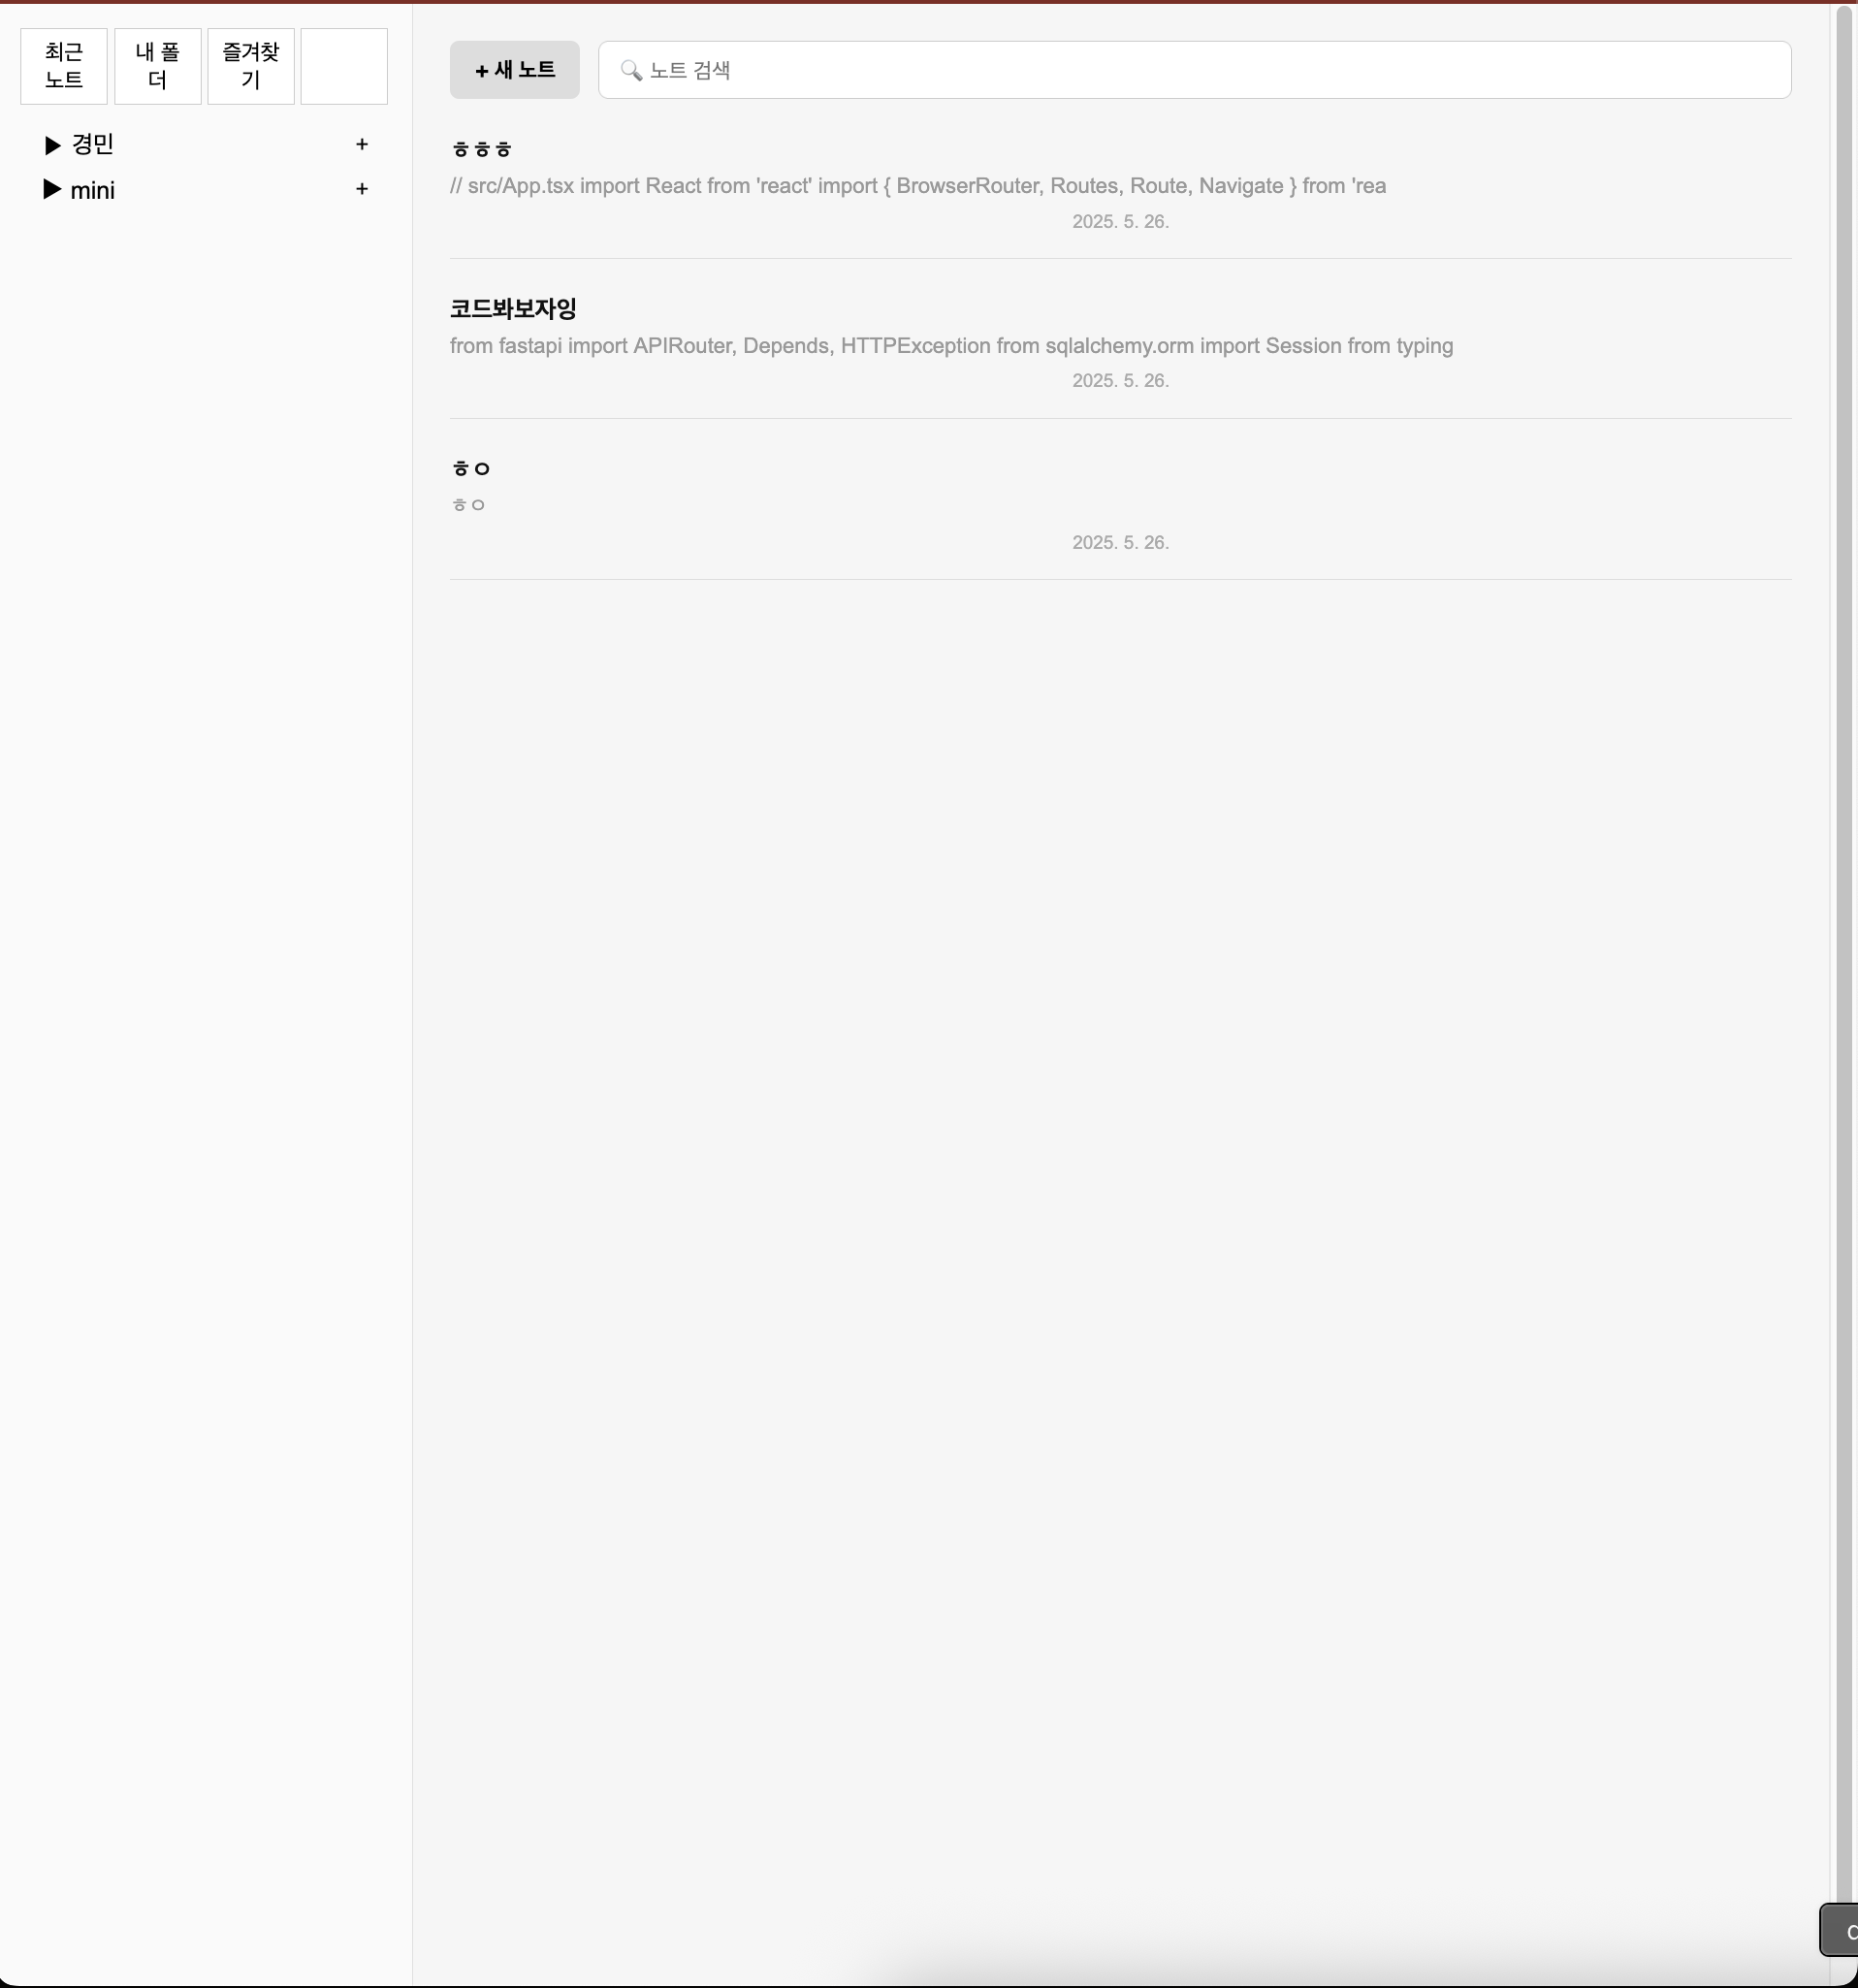 최근
노트
내 폴
더
즐겨찾
기
▶ 경민 +
▶ mini +
+ 새 노트
🔍 노트 검색
ㅎㅎㅎ
// src/App.tsx import React from 'react' import { BrowserRouter, Routes, Route, Navigate } from 'rea
2025. 5. 26.
코드봐보자잉
from fastapi import APIRouter, Depends, HTTPException from sqlalchemy.orm import Session from typing
2025. 5. 26.
ㅎㅇ
ㅎㅇ
2025. 5. 26.